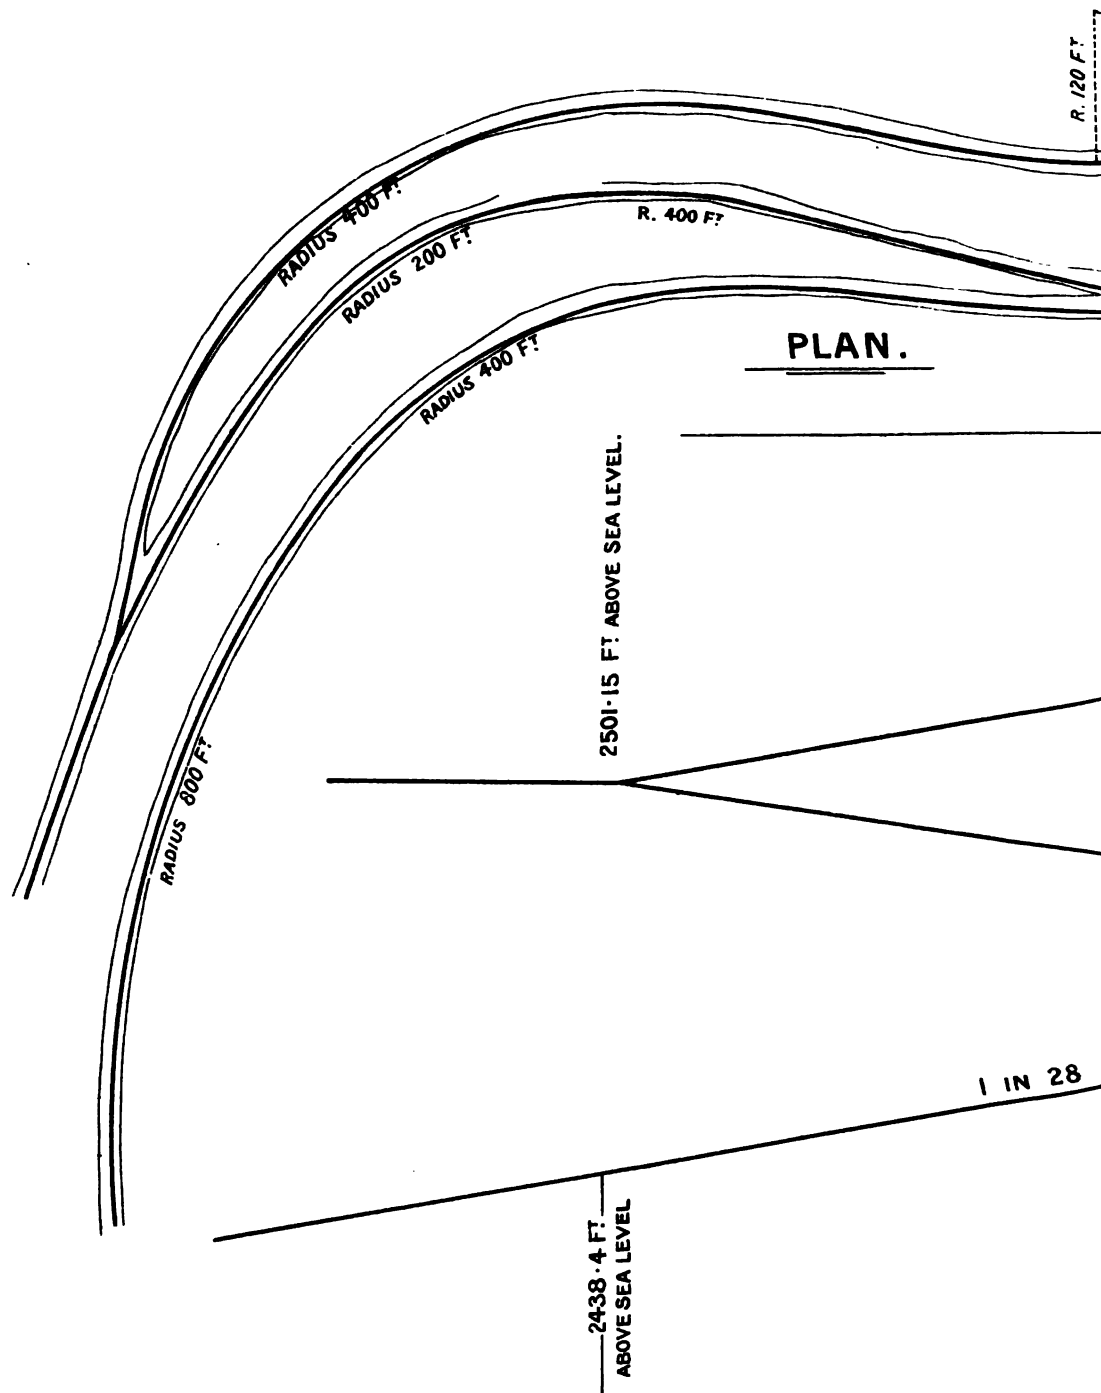 R. 120 FT
RADIUS 400 FT
RADIUS 200 FT
R. 400 FT
RADIUS 400 FT
PLAN.
2501·15 FT ABOVE SEA LEVEL.
RADIUS 800 FT
1 IN 28
2438·4 FT
ABOVE SEA LEVEL